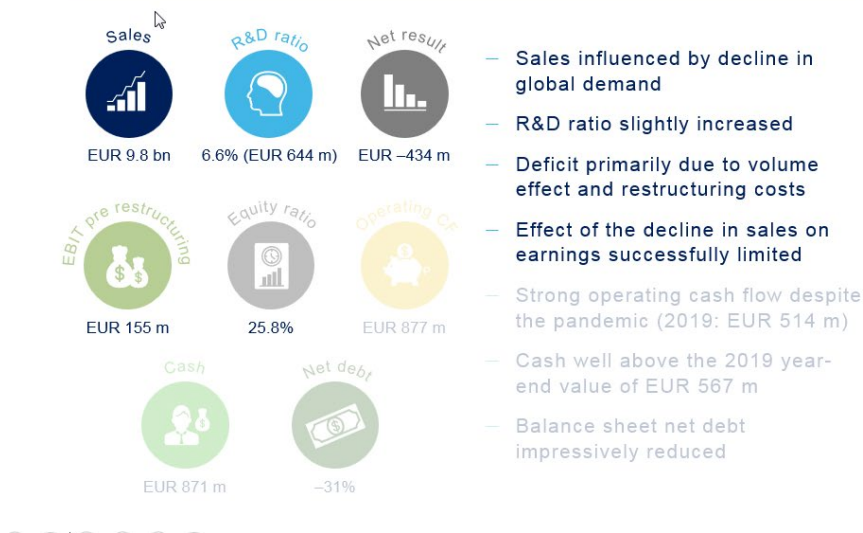 Sales
R&D ratio
Net result
EUR 9.8 bn
6.6% (EUR 644 m)
EUR –434 m
EBIT pre restructuring
Equity ratio
Operating CF
EUR 155 m
25.8%
EUR 877 m
Cash
Net debt
EUR 871 m
–31%
– Sales influenced by decline in
global demand
– R&D ratio slightly increased
– Deficit primarily due to volume
effect and restructuring costs
– Effect of the decline in sales on
earnings successfully limited
– Strong operating cash flow despite
the pandemic (2019: EUR 514 m)
– Cash well above the 2019 year-
end value of EUR 567 m
– Balance sheet net debt
impressively reduced